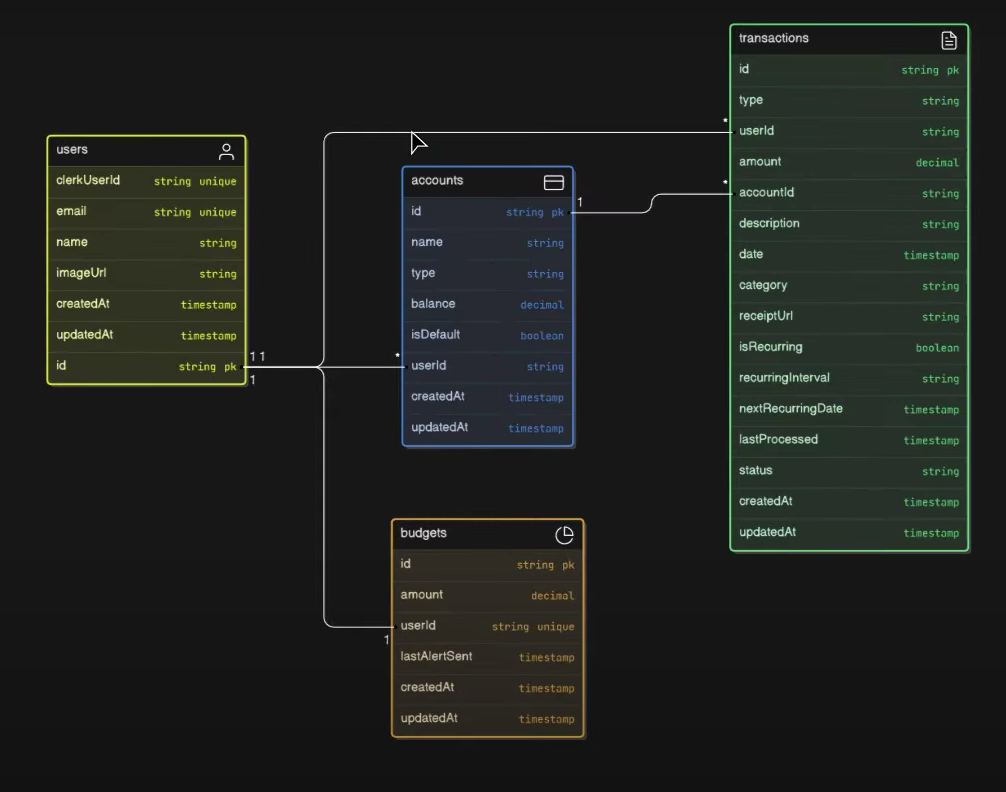 users
clerkUserId string unique
email string unique
name string
imageUrl string
createdAt timestamp
updatedAt timestamp
id string pk
1 1
1
accounts
id string pk
1
name string
type string
balance decimal
isDefault boolean
*
userId string
createdAt timestamp
updatedAt timestamp
budgets
id string pk
amount decimal
userId string unique
1
lastAlertSent timestamp
createdAt timestamp
updatedAt timestamp
transactions
id string pk
type string
*
userId string
amount decimal
*
accountId string
description string
date timestamp
category string
receiptUrl string
isRecurring boolean
recurringInterval string
nextRecurringDate timestamp
lastProcessed timestamp
status string
createdAt timestamp
updatedAt timestamp